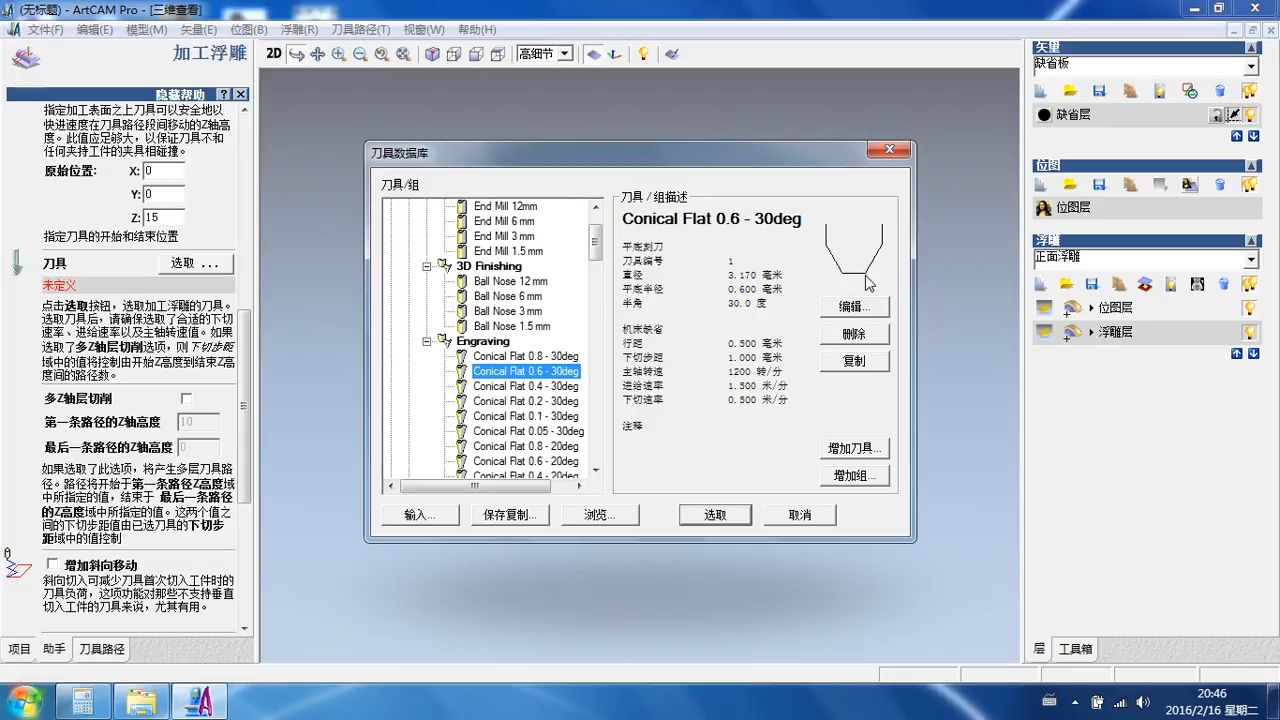 (无标题) - ArtCAM Pro - [三维查看]
文件(F) 编辑(E) 模型(M) 矢量(E) 位图(B) 浮雕(R) 刀具路径(T) 视窗(W) 帮助(H)
加工浮雕
2D
高细节
隐藏帮助 ?
指定加工表面之上刀具可以安全地以
快进速度在刀具路径段间移动的Z轴高
度。此值应足够大，以保证刀具不和
任何夹持工件的夹具相碰撞。
原始位置: X: 0
Y: 0
Z: 15
指定刀具的开始和结束位置
刀具 选取 ...
未定义
点击选取按钮，选取加工浮雕的刀具。
选取刀具后，请确保选取了合适的下切
速率、进给速率以及主轴转速值。如果
选取了多Z轴层切削选项，则 下切步距
域中的值将控制由开始Z高度到结束Z高
度间的路径数。
多Z轴层切削
第一条路径的Z轴高度 10
最后一条路径的Z轴高度 0
如果选取了此选项，将产生多层刀具路
径。路径将开始于第一条路径Z高度域
中所指定的值，结束于 最后一条路径
的Z高度域中所指定的值。这两个值之
间的下切步距值由已选刀具的下切步
距域中的值控制
增加斜向移动
斜向切入可减少刀具首次切入工件时的
刀具负荷，这项功能对那些不支持垂直
切入工件的刀具来说，尤其有用。
项目 助手 刀具路径
刀具数据库
刀具/组
End Mill 12mm
End Mill 6 mm
End Mill 3 mm
End Mill 1.5 mm
3D Finishing
Ball Nose 12 mm
Ball Nose 6 mm
Ball Nose 3 mm
Ball Nose 1.5 mm
Engraving
Conical Flat 0.8 - 30deg
Conical Flat 0.6 - 30deg
Conical Flat 0.4 - 30deg
Conical Flat 0.2 - 30deg
Conical Flat 0.1 - 30deg
Conical Flat 0.05 - 30deg
Conical Flat 0.8 - 20deg
Conical Flat 0.6 - 20deg
Conical Flat 0.4 - 20deg
刀具 / 组描述
Conical Flat 0.6 - 30deg
平底刻刀
刀具编号 1
直径 3.170 毫米
平底半径 0.600 毫米
半角 30.0 度
机床缺省
行距 0.500 毫米
下切步距 1.000 毫米
主轴转速 1200 转/分
进给速率 1.500 米/分
下切速率 0.500 米/分
注释
编辑...
删除
复制
增加刀具...
增加组...
输入... 保存复制... 浏览... 选取 取消
矢量
缺省板
缺省层
位图
位图层
浮雕
正面浮雕
位图层
浮雕层
层 工具箱
20:46
2016/2/16 星期二